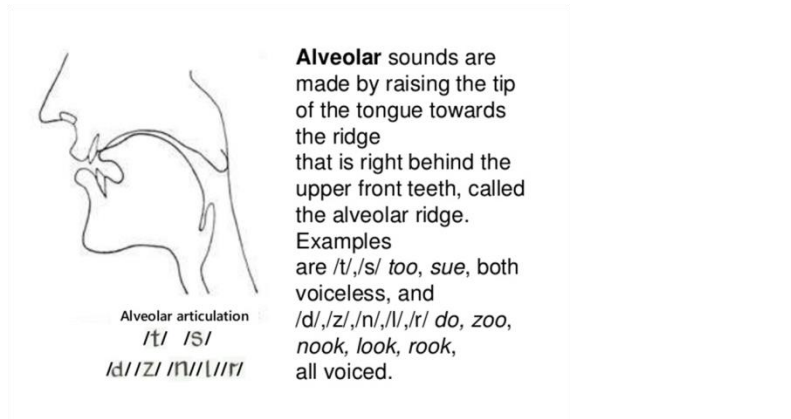 Alveolar sounds are
made by raising the tip
of the tongue towards
the ridge
that is right behind the
upper front teeth, called
the alveolar ridge.
Examples
are /t/,/s/ too, sue, both
voiceless, and
/d/,/z/,/n/,/l/,/r/ do, zoo,
nook, look, rook,
all voiced.
Alveolar articulation
/t/ /s/
/d//z/ /n//l//r/